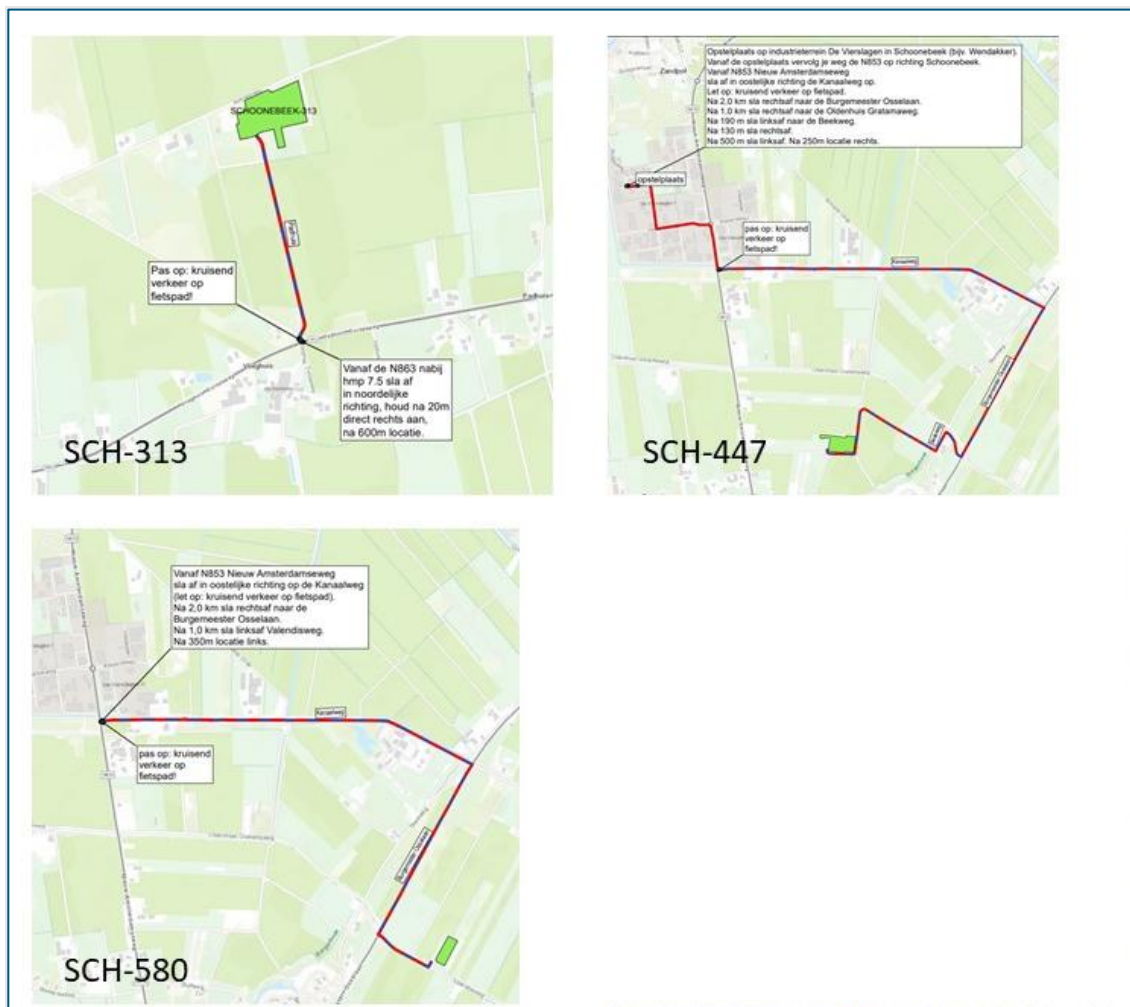 SCHOONEBEEK-313
Pas op: kruisend
verkeer op
fietspad!
Vanaf de N863 nabij
hmp 7.5 sla af
in noordelijke
richting, houd na 20m
direct rechts aan,
na 600m locatie.
SCH-313
Opstelplaats op industrieterrein De Vierslagen in Schoonebeek (bijv. Wendakker).
Vanaf de opstelplaats vervolg je weg de N853 op richting Schoonebeek.
Vanaf N853 Nieuw Amsterdamseweg
sla af in oostelijke richting de Kanaalweg op.
Let op: kruisend verkeer op fietspad.
Na 2,0 km sla rechtsaf naar de Burgemeester Osselaan.
Na 1,0 km sla rechtsaf naar de Oldenhuis Gratamaweg.
Na 190 m sla linksaf naar de Beekweg.
Na 130 m sla rechtsaf.
Na 500 m sla linksaf. Na 250m locatie rechts.
Zandpol
opstelplaats
pas op: kruisend
verkeer op
fietspad!
Kanaalweg
Burgemeester Osselaan
Beekweg
SCH-447
Vanaf N853 Nieuw Amsterdamseweg
sla af in oostelijke richting op de Kanaalweg
(let op: kruisend verkeer op fietspad).
Na 2,0 km sla rechtsaf naar de
Burgemeester Osselaan.
Na 1,0 km sla linksaf Valendisweg.
Na 350m locatie links.
Kanaalweg
pas op: kruisend
verkeer op
fietspad!
Burgemeester Osselaan
SCH-580